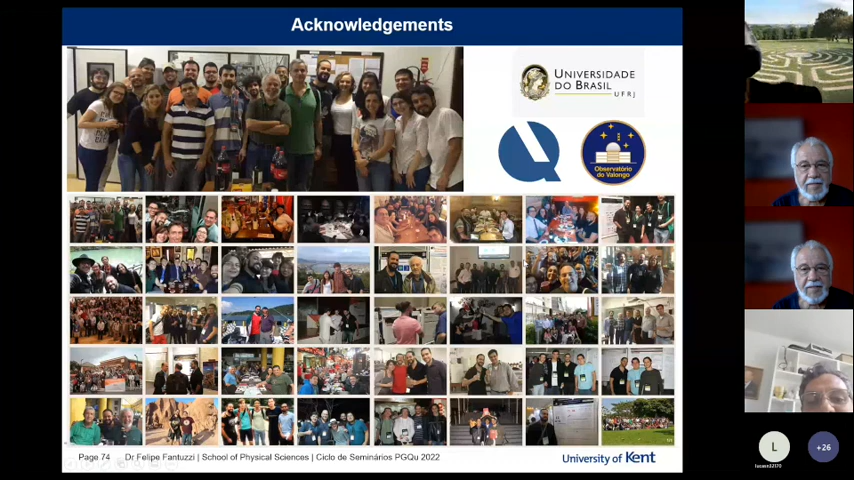 Acknowledgements
UNIVERSIDADE
DO BRASIL
UFRJ
Observatório
do Valongo
Page 74 Dr Felipe Fantuzzi | School of Physical Sciences | Ciclo de Seminários PGQu 2022
University of Kent
L
+26